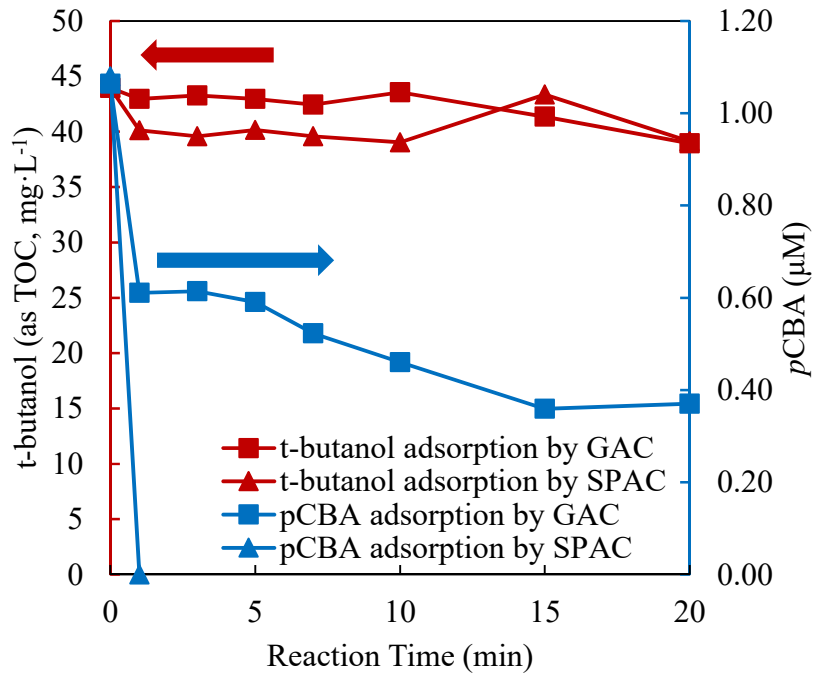 50
45
40
35
30
25
20
15
10
5
0
t-butanol (as TOC, mg·L⁻¹)
1.20
1.00
0.80
0.60
0.40
0.20
0.00
pCBA (μM)
t-butanol adsorption by GAC
t-butanol adsorption by SPAC
pCBA adsorption by GAC
pCBA adsorption by SPAC
0 5 10 15 20
Reaction Time (min)